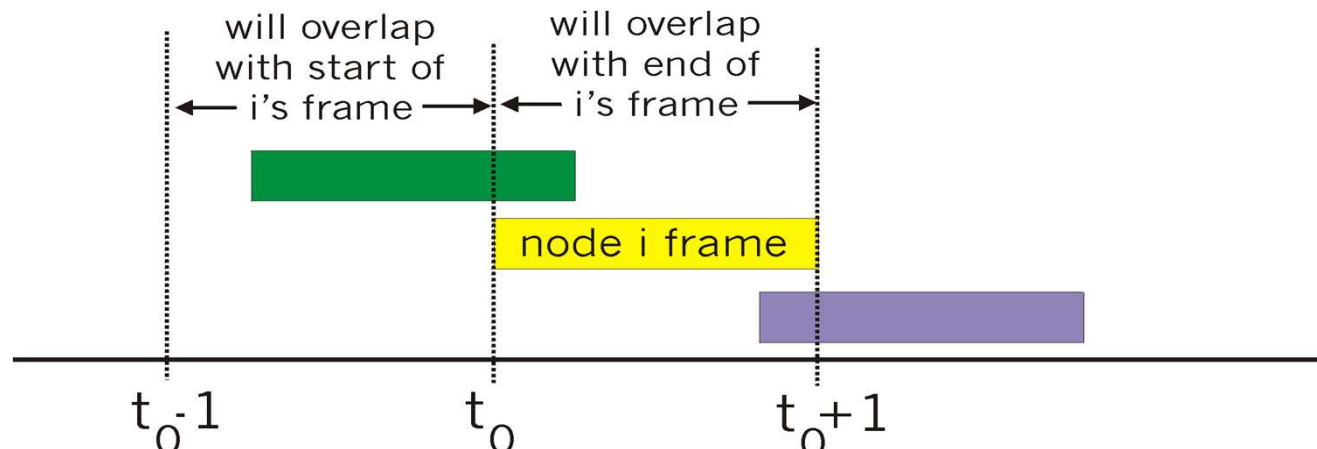 will overlap
with start of
i's frame
will overlap
with end of
i's frame
node i frame
t₀-1
t₀
t₀+1